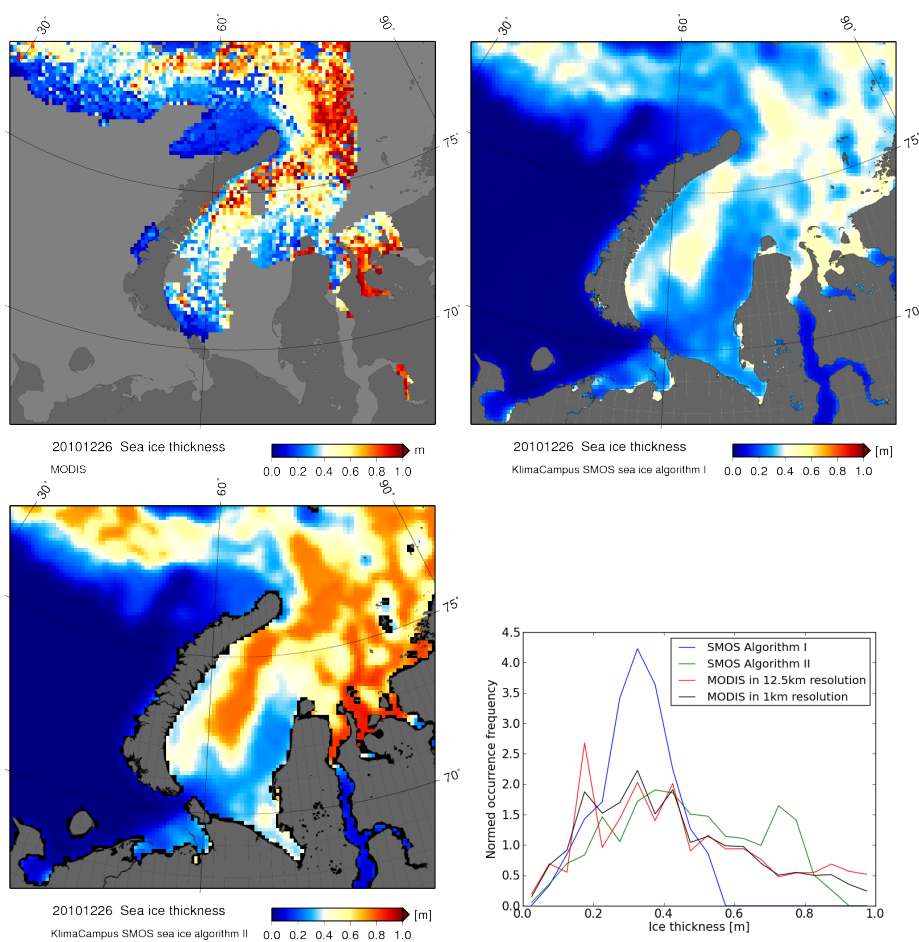 30° 60° 90°
75°
70°
20101226 Sea ice thickness
MODIS
0.0 0.2 0.4 0.6 0.8 1.0 m
30° 60° 90°
75°
70°
20101226 Sea ice thickness
KlimaCampus SMOS sea ice algorithm I
0.0 0.2 0.4 0.6 0.8 1.0 [m]
30° 60° 90°
75°
70°
20101226 Sea ice thickness
KlimaCampus SMOS sea ice algorithm II
0.0 0.2 0.4 0.6 0.8 1.0 [m]
Normed occurrence frequency
4.5
4.0
3.5
3.0
2.5
2.0
1.5
1.0
0.5
0.0
SMOS Algorithm I
SMOS Algorithm II
MODIS in 12.5km resolution
MODIS in 1km resolution
0.0 0.2 0.4 0.6 0.8 1.0
Ice thickness [m]